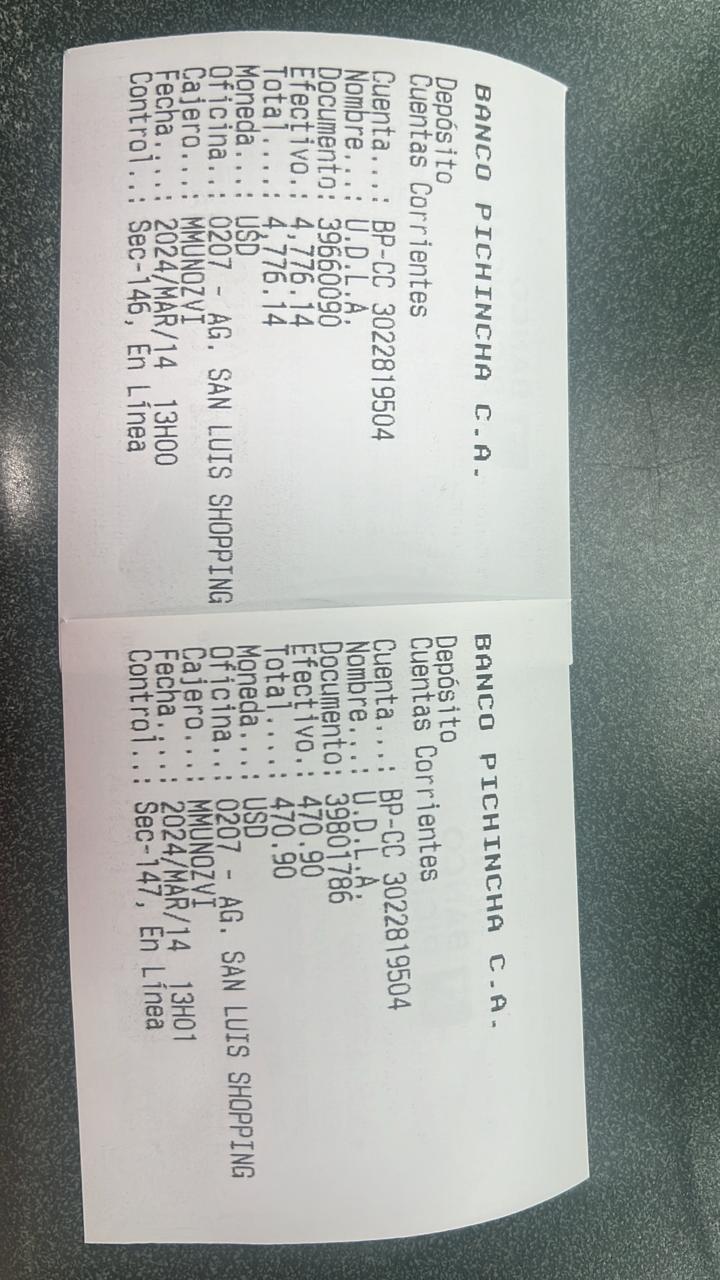 BANCO PICHINCHA C.A.
Depósito
Cuentas Corrientes
Cuenta...: BP-CC 3022819504
Nombre...: U.D.L.A.
Documento: 39660090
Efectivo.: 4,776.14
Total....: 4,776.14
Moneda...: USD
Oficina..: 0207 - AG. SAN LUIS SHOPPING
Cajero...: MMUNOZVI
Fecha....: 2024/MAR/14 13H00
Control..: Sec-146, En Línea
BANCO PICHINCHA C.A.
Depósito
Cuentas Corrientes
Cuenta...: BP-CC 3022819504
Nombre...: U.D.L.A.
Documento: 39801786
Efectivo.: 470.90
Total....: 470.90
Moneda...: USD
Oficina..: 0207 - AG. SAN LUIS SHOPPING
Cajero...: MMUNOZVI
Fecha....: 2024/MAR/14 13H01
Control..: Sec-147, En Línea